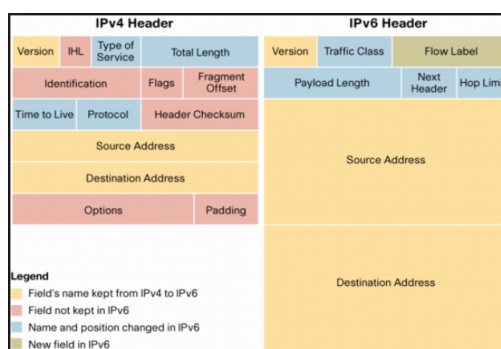 IPv4 Header
IPv6 Header
Version IHL Type of Service Total Length
Identification Flags Fragment Offset
Time to Live Protocol Header Checksum
Source Address
Destination Address
Options Padding
Version Traffic Class Flow Label
Payload Length Next Header Hop Limi
Source Address
Destination Address
Legend
Field's name kept from IPv4 to IPv6
Field not kept in IPv6
Name and position changed in IPv6
New field in IPv6